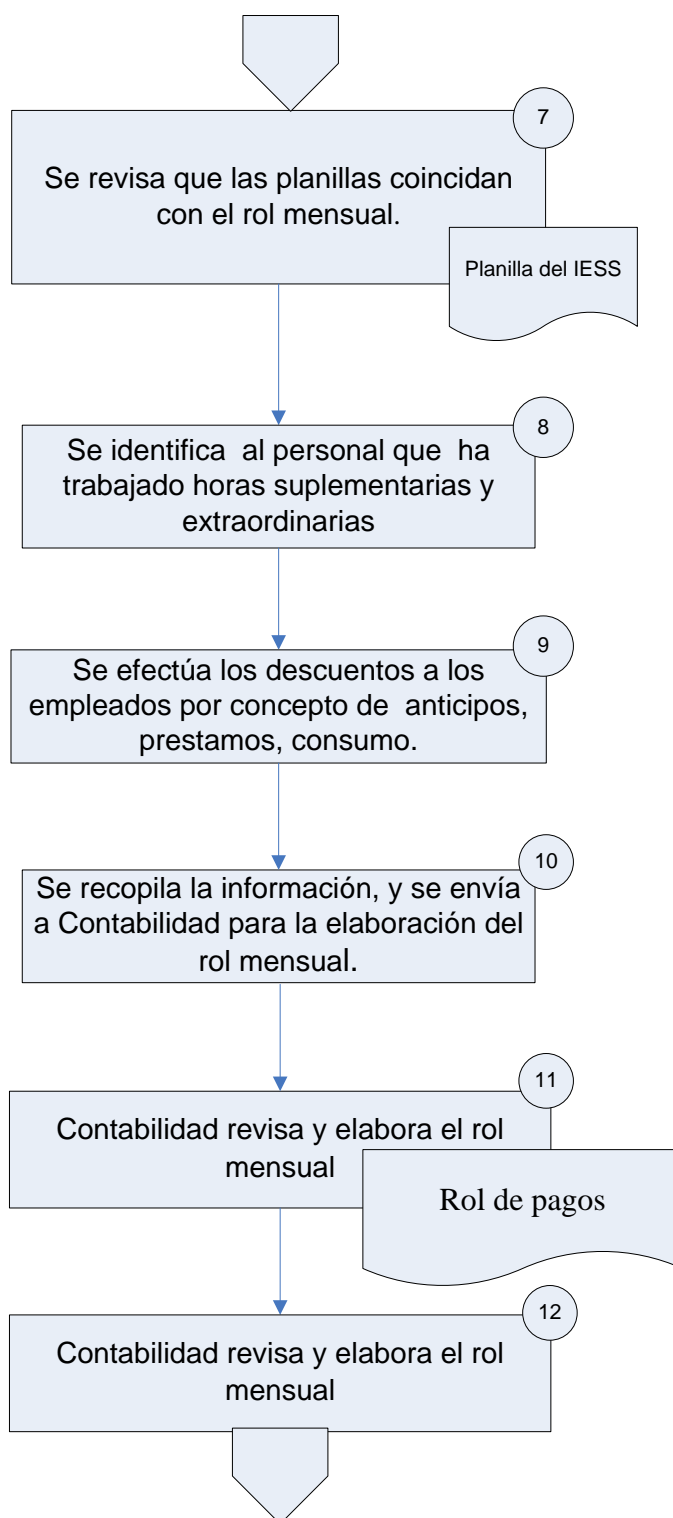 7
Se revisa que las planillas coincidan
con el rol mensual.
Planilla del IESS
8
Se identifica al personal que ha
trabajado horas suplementarias y
extraordinarias
9
Se efectúa los descuentos a los
empleados por concepto de anticipos,
prestamos, consumo.
10
Se recopila la información, y se envía
a Contabilidad para la elaboración del
rol mensual.
11
Contabilidad revisa y elabora el rol
mensual
Rol de pagos
12
Contabilidad revisa y elabora el rol
mensual